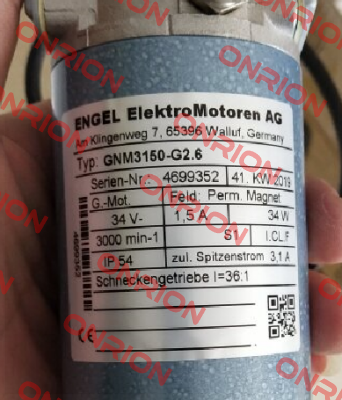 ENGEL ElektroMotoren AG
Am Klingenweg 7, 65396 Walluf, Germany
Typ: GNM3150-G2.6
Serien-Nr.: 4699352 41. KW 2019
G.-Mot. Feld: Perm. Magnet
34 V- 1,5 A 34 W
3000 min-1 S1 I.CL.F
IP 54 zul. Spitzenstrom 3,1 A
Schneckengetriebe I=36:1
4699352
CE
ONRION
ONRION
ONRION
ONRION
ONRION
ONRION
ONRION
ONRION